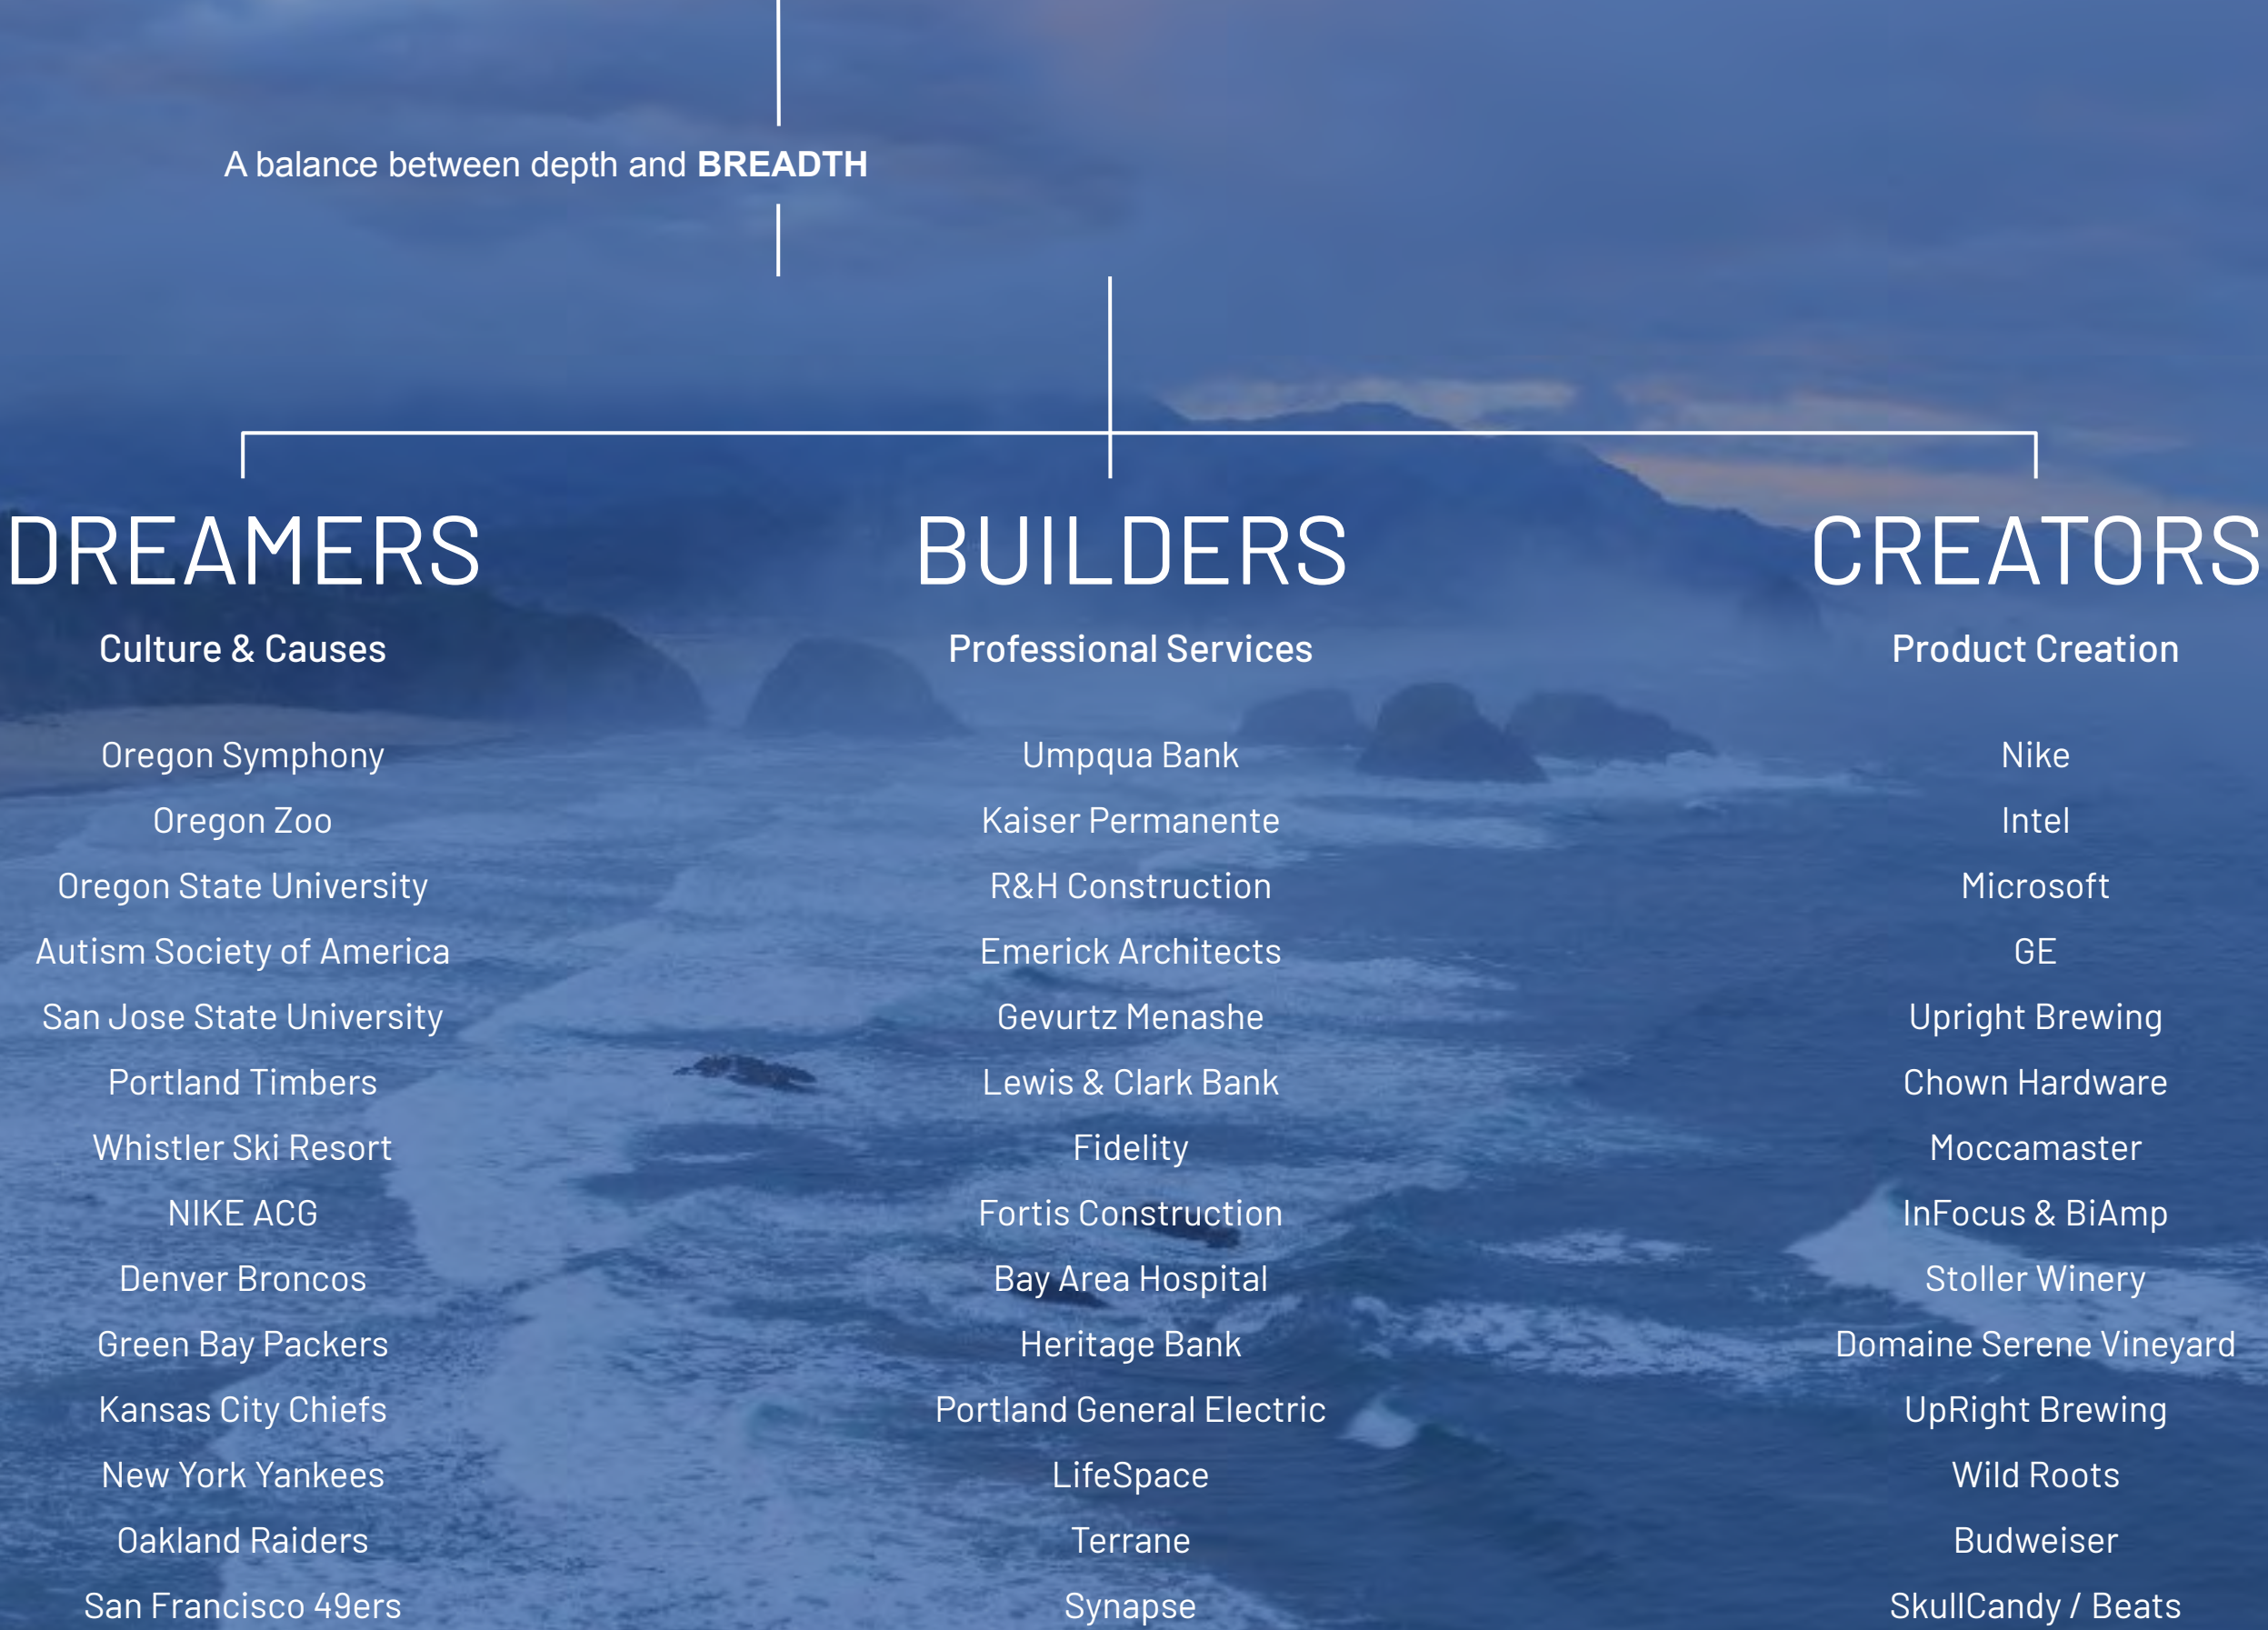 A balance between depth and BREADTH
DREAMERS
Culture & Causes
Oregon Symphony
Oregon Zoo
Oregon State University
Autism Society of America
San Jose State University
Portland Timbers
Whistler Ski Resort
NIKE ACG
Denver Broncos
Green Bay Packers
Kansas City Chiefs
New York Yankees
Oakland Raiders
San Francisco 49ers
BUILDERS
Professional Services
Umpqua Bank
Kaiser Permanente
R&H Construction
Emerick Architects
Gevurtz Menashe
Lewis & Clark Bank
Fidelity
Fortis Construction
Bay Area Hospital
Heritage Bank
Portland General Electric
LifeSpace
Terrane
Synapse
CREATORS
Product Creation
Nike
Intel
Microsoft
GE
Upright Brewing
Chown Hardware
Moccamaster
InFocus & BiAmp
Stoller Winery
Domaine Serene Vineyard
UpRight Brewing
Wild Roots
Budweiser
SkullCandy / Beats